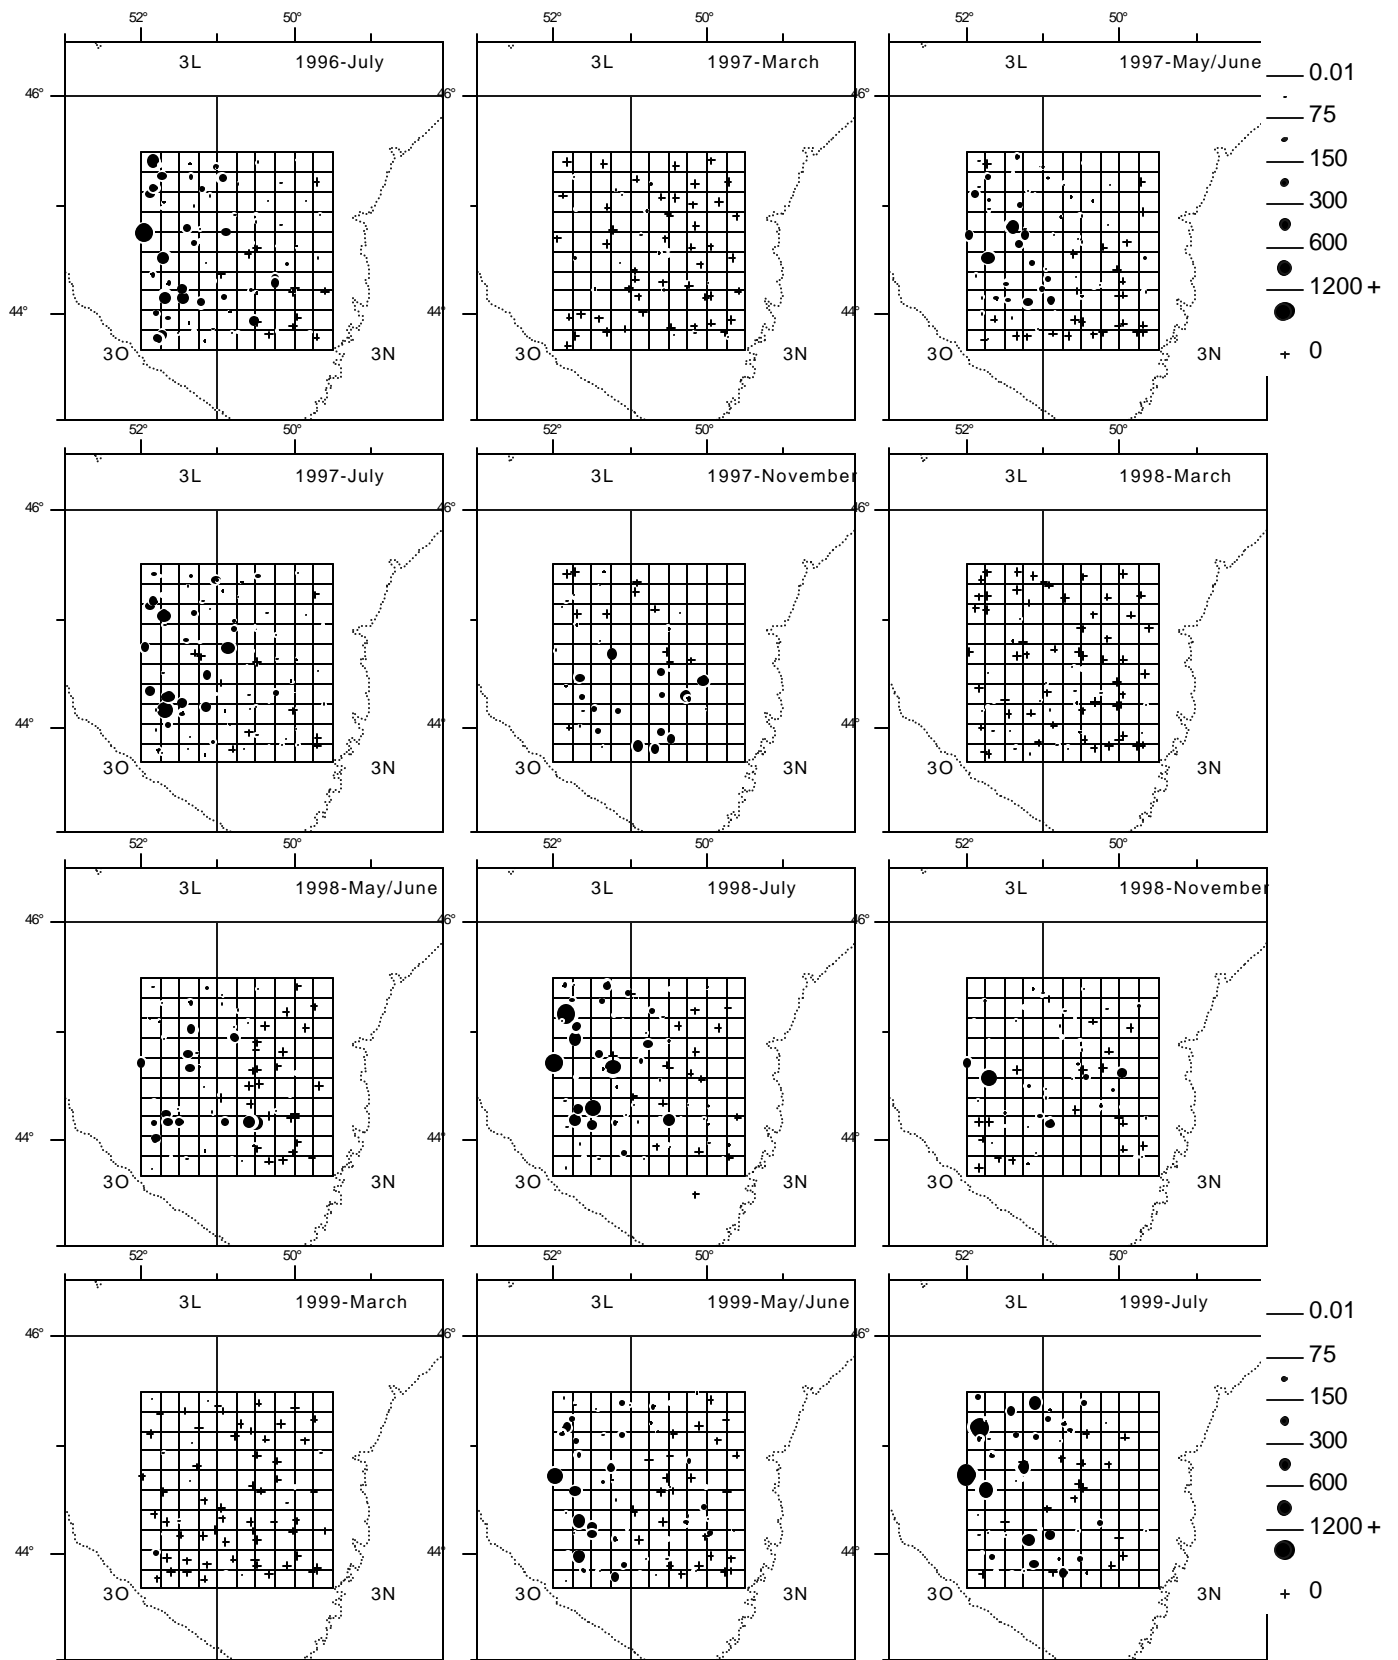 52° 50° 52° 50° 52° 50°
3L 1996-July 3L 1997-March 3L 1997-May/June
46° 46° 46°
44° 44° 44°
3O 3N 3O 3N 3O 3N
0.01
75
150
300
600
1200 +
0
52° 50° 52° 50° 52° 50°
3L 1997-July 3L 1997-November 3L 1998-March
46° 46° 46°
44° 44° 44°
3O 3N 3O 3N 3O 3N
52° 50° 52° 50° 52° 50°
3L 1998-May/June 3L 1998-July 3L 1998-November
46° 46° 46°
44° 44° 44°
3O 3N 3O 3N 3O 3N
52° 50° 52° 50° 52° 50°
3L 1999-March 3L 1999-May/June 3L 1999-July
46° 46° 46°
44° 44° 44°
3O 3N 3O 3N 3O 3N
0.01
75
150
300
600
1200 +
0